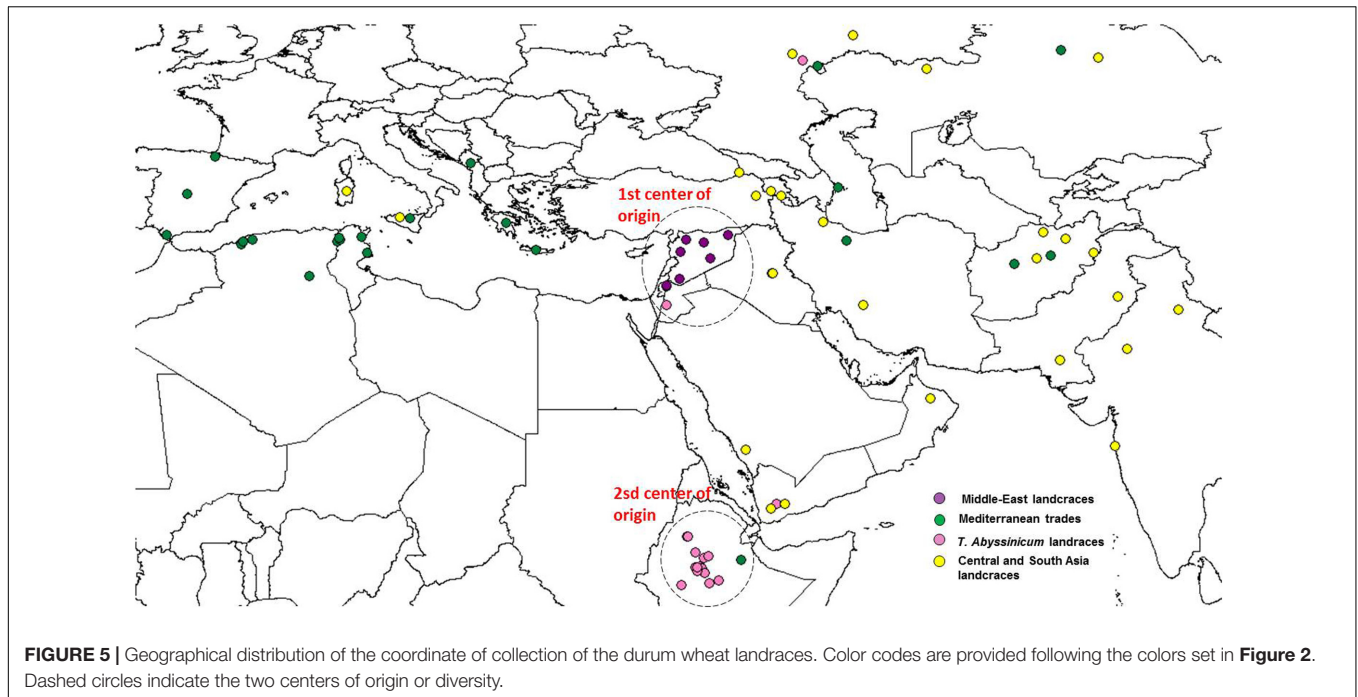 1st center of
origin
2sd center of
origin
Middle-East landcraces
Mediterranean trades
T. Abyssinicum landraces
Central and South Asia
landcraces
FIGURE 5 | Geographical distribution of the coordinate of collection of the durum wheat landraces. Color codes are provided following the colors set in Figure 2.
Dashed circles indicate the two centers of origin or diversity.